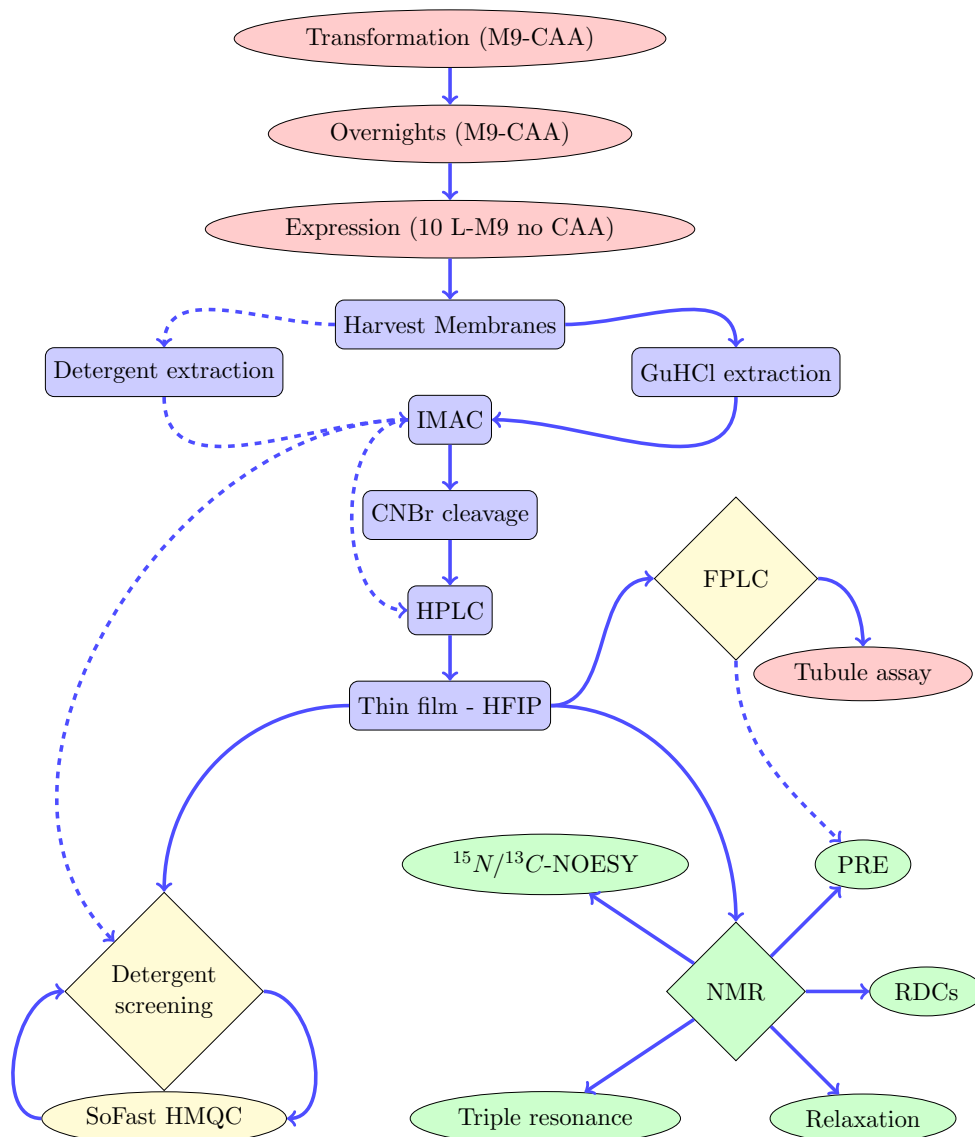 Transformation (M9-CAA)
Overnights (M9-CAA)
Expression (10 L-M9 no CAA)
Harvest Membranes
Detergent extraction
GuHCl extraction
IMAC
CNBr cleavage
FPLC
HPLC
Tubule assay
Thin film - HFIP
¹⁵N/¹³C-NOESY
PRE
Detergent
screening
NMR
RDCs
SoFast HMQC
Triple resonance
Relaxation